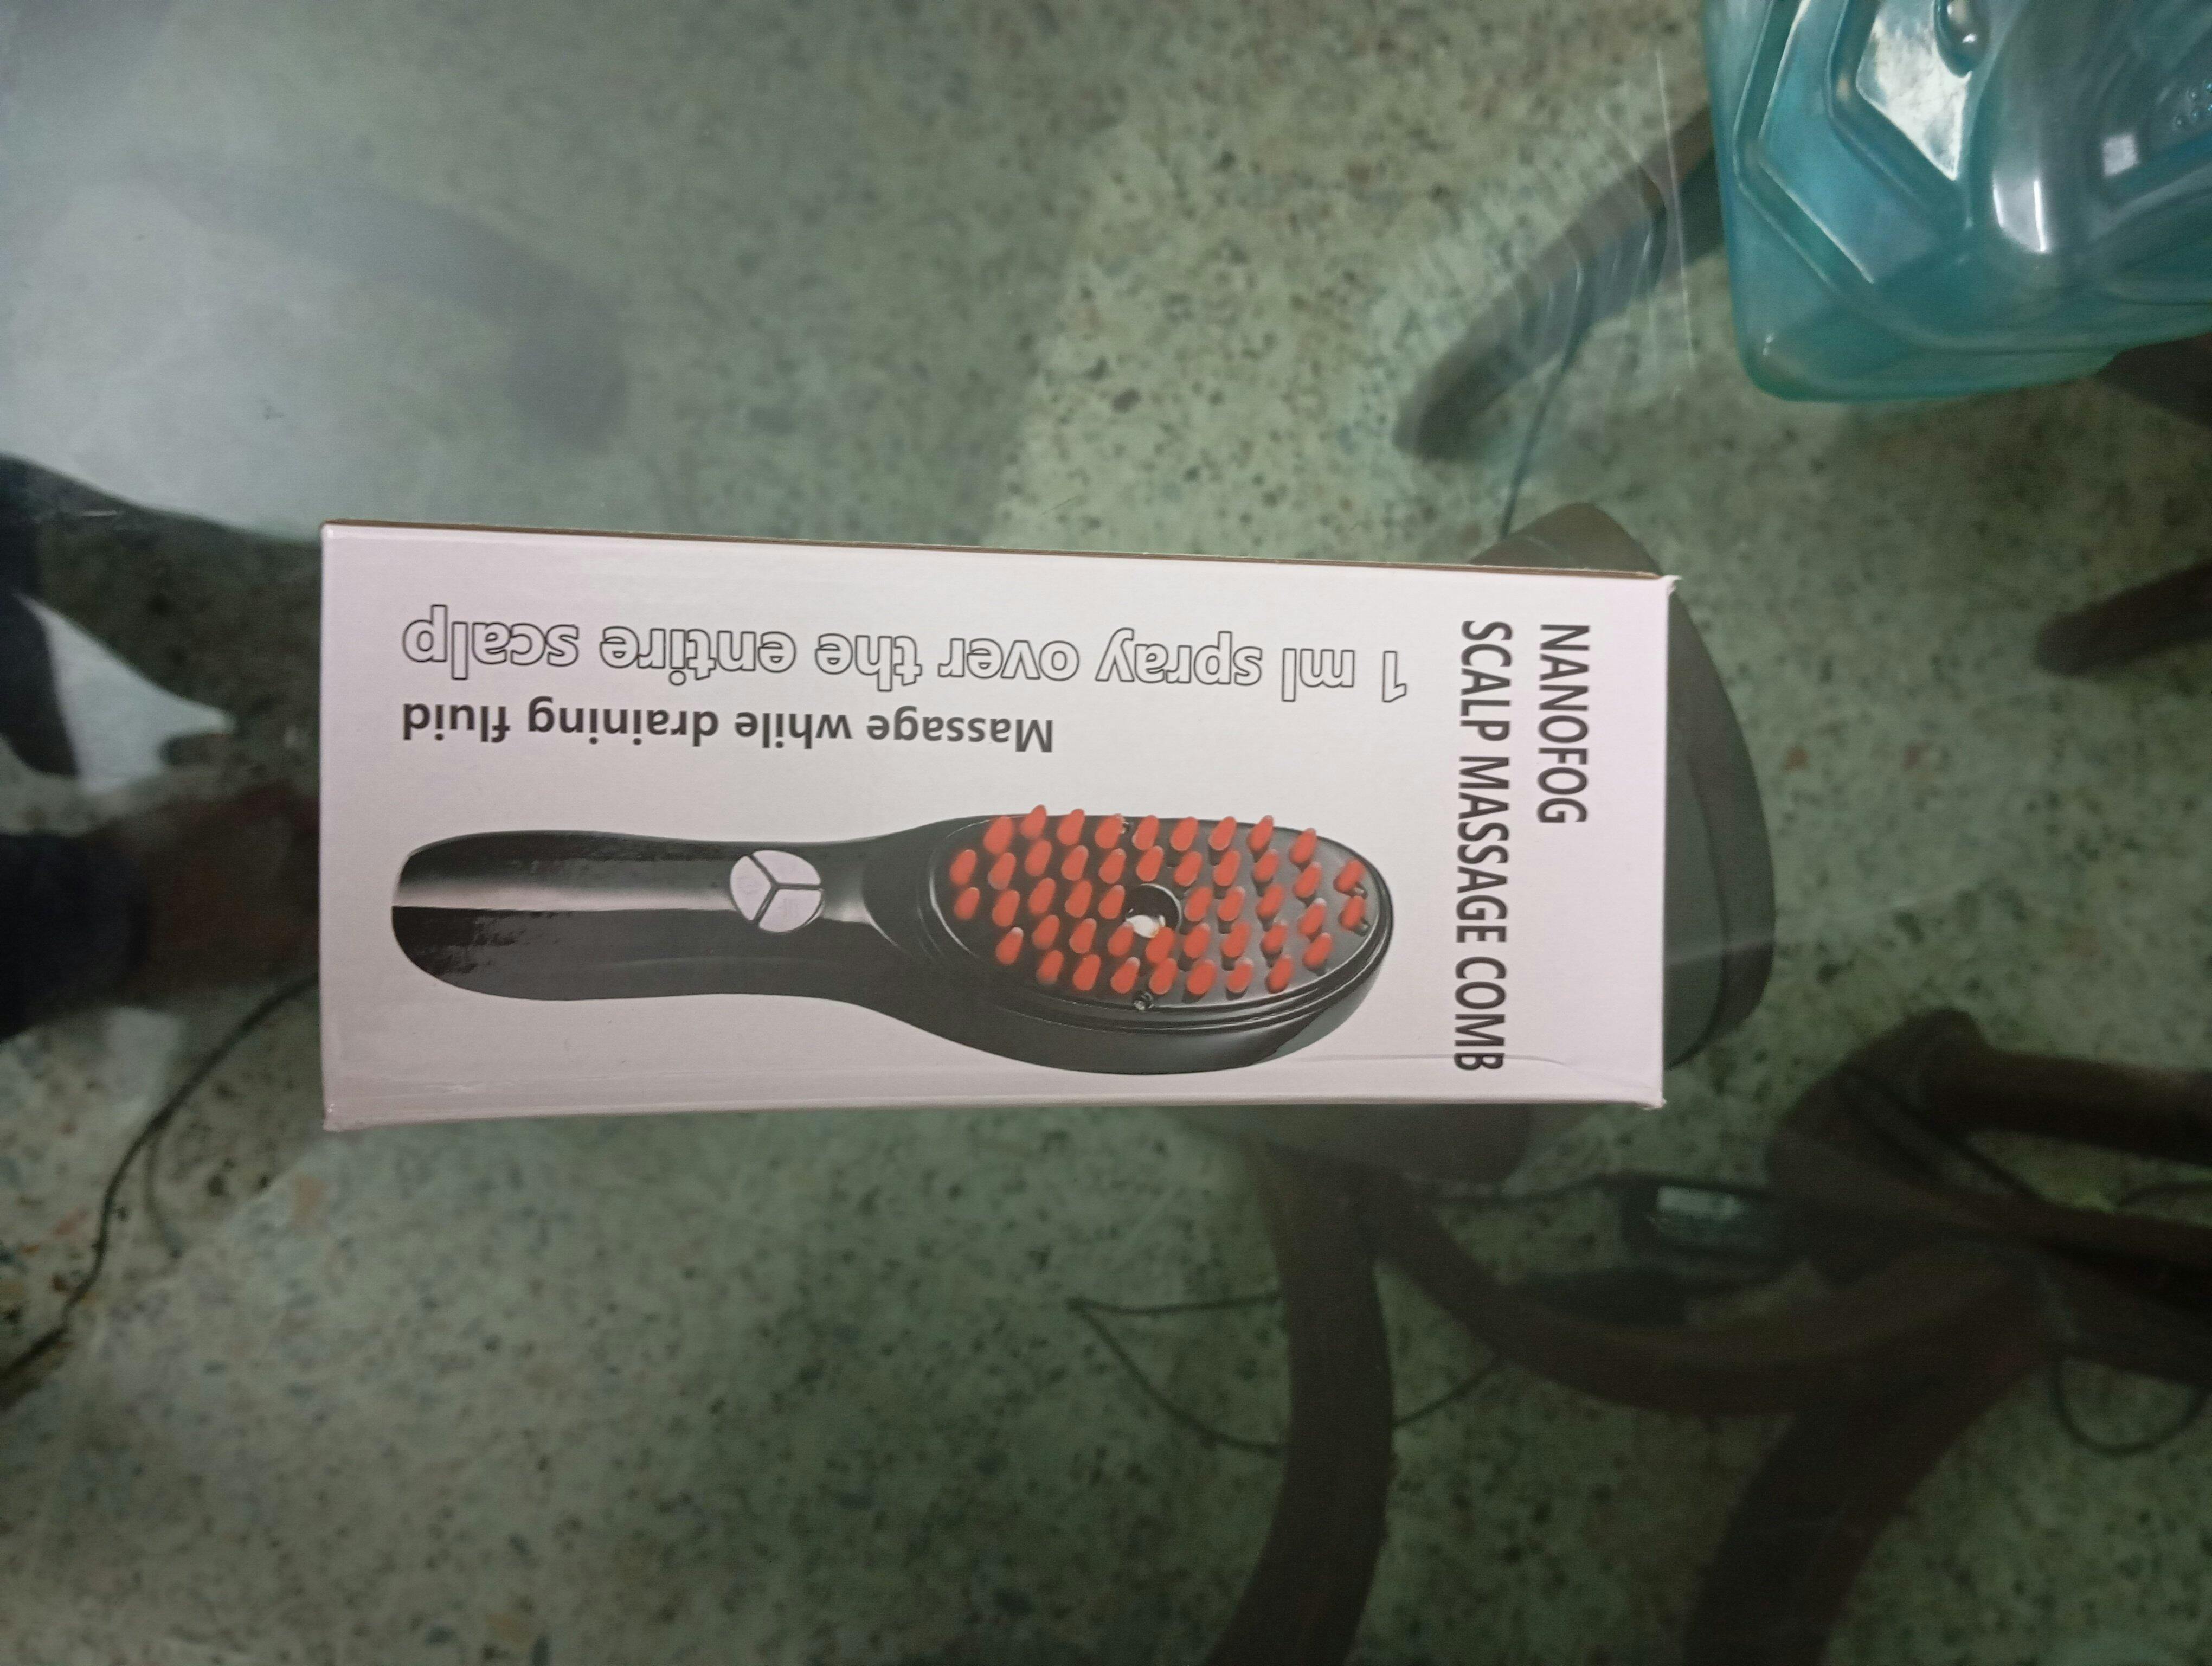 NANOFOG
SCALP MASSAGE COMB
1 ml spray over the entire scalp
Massage while draining fluid